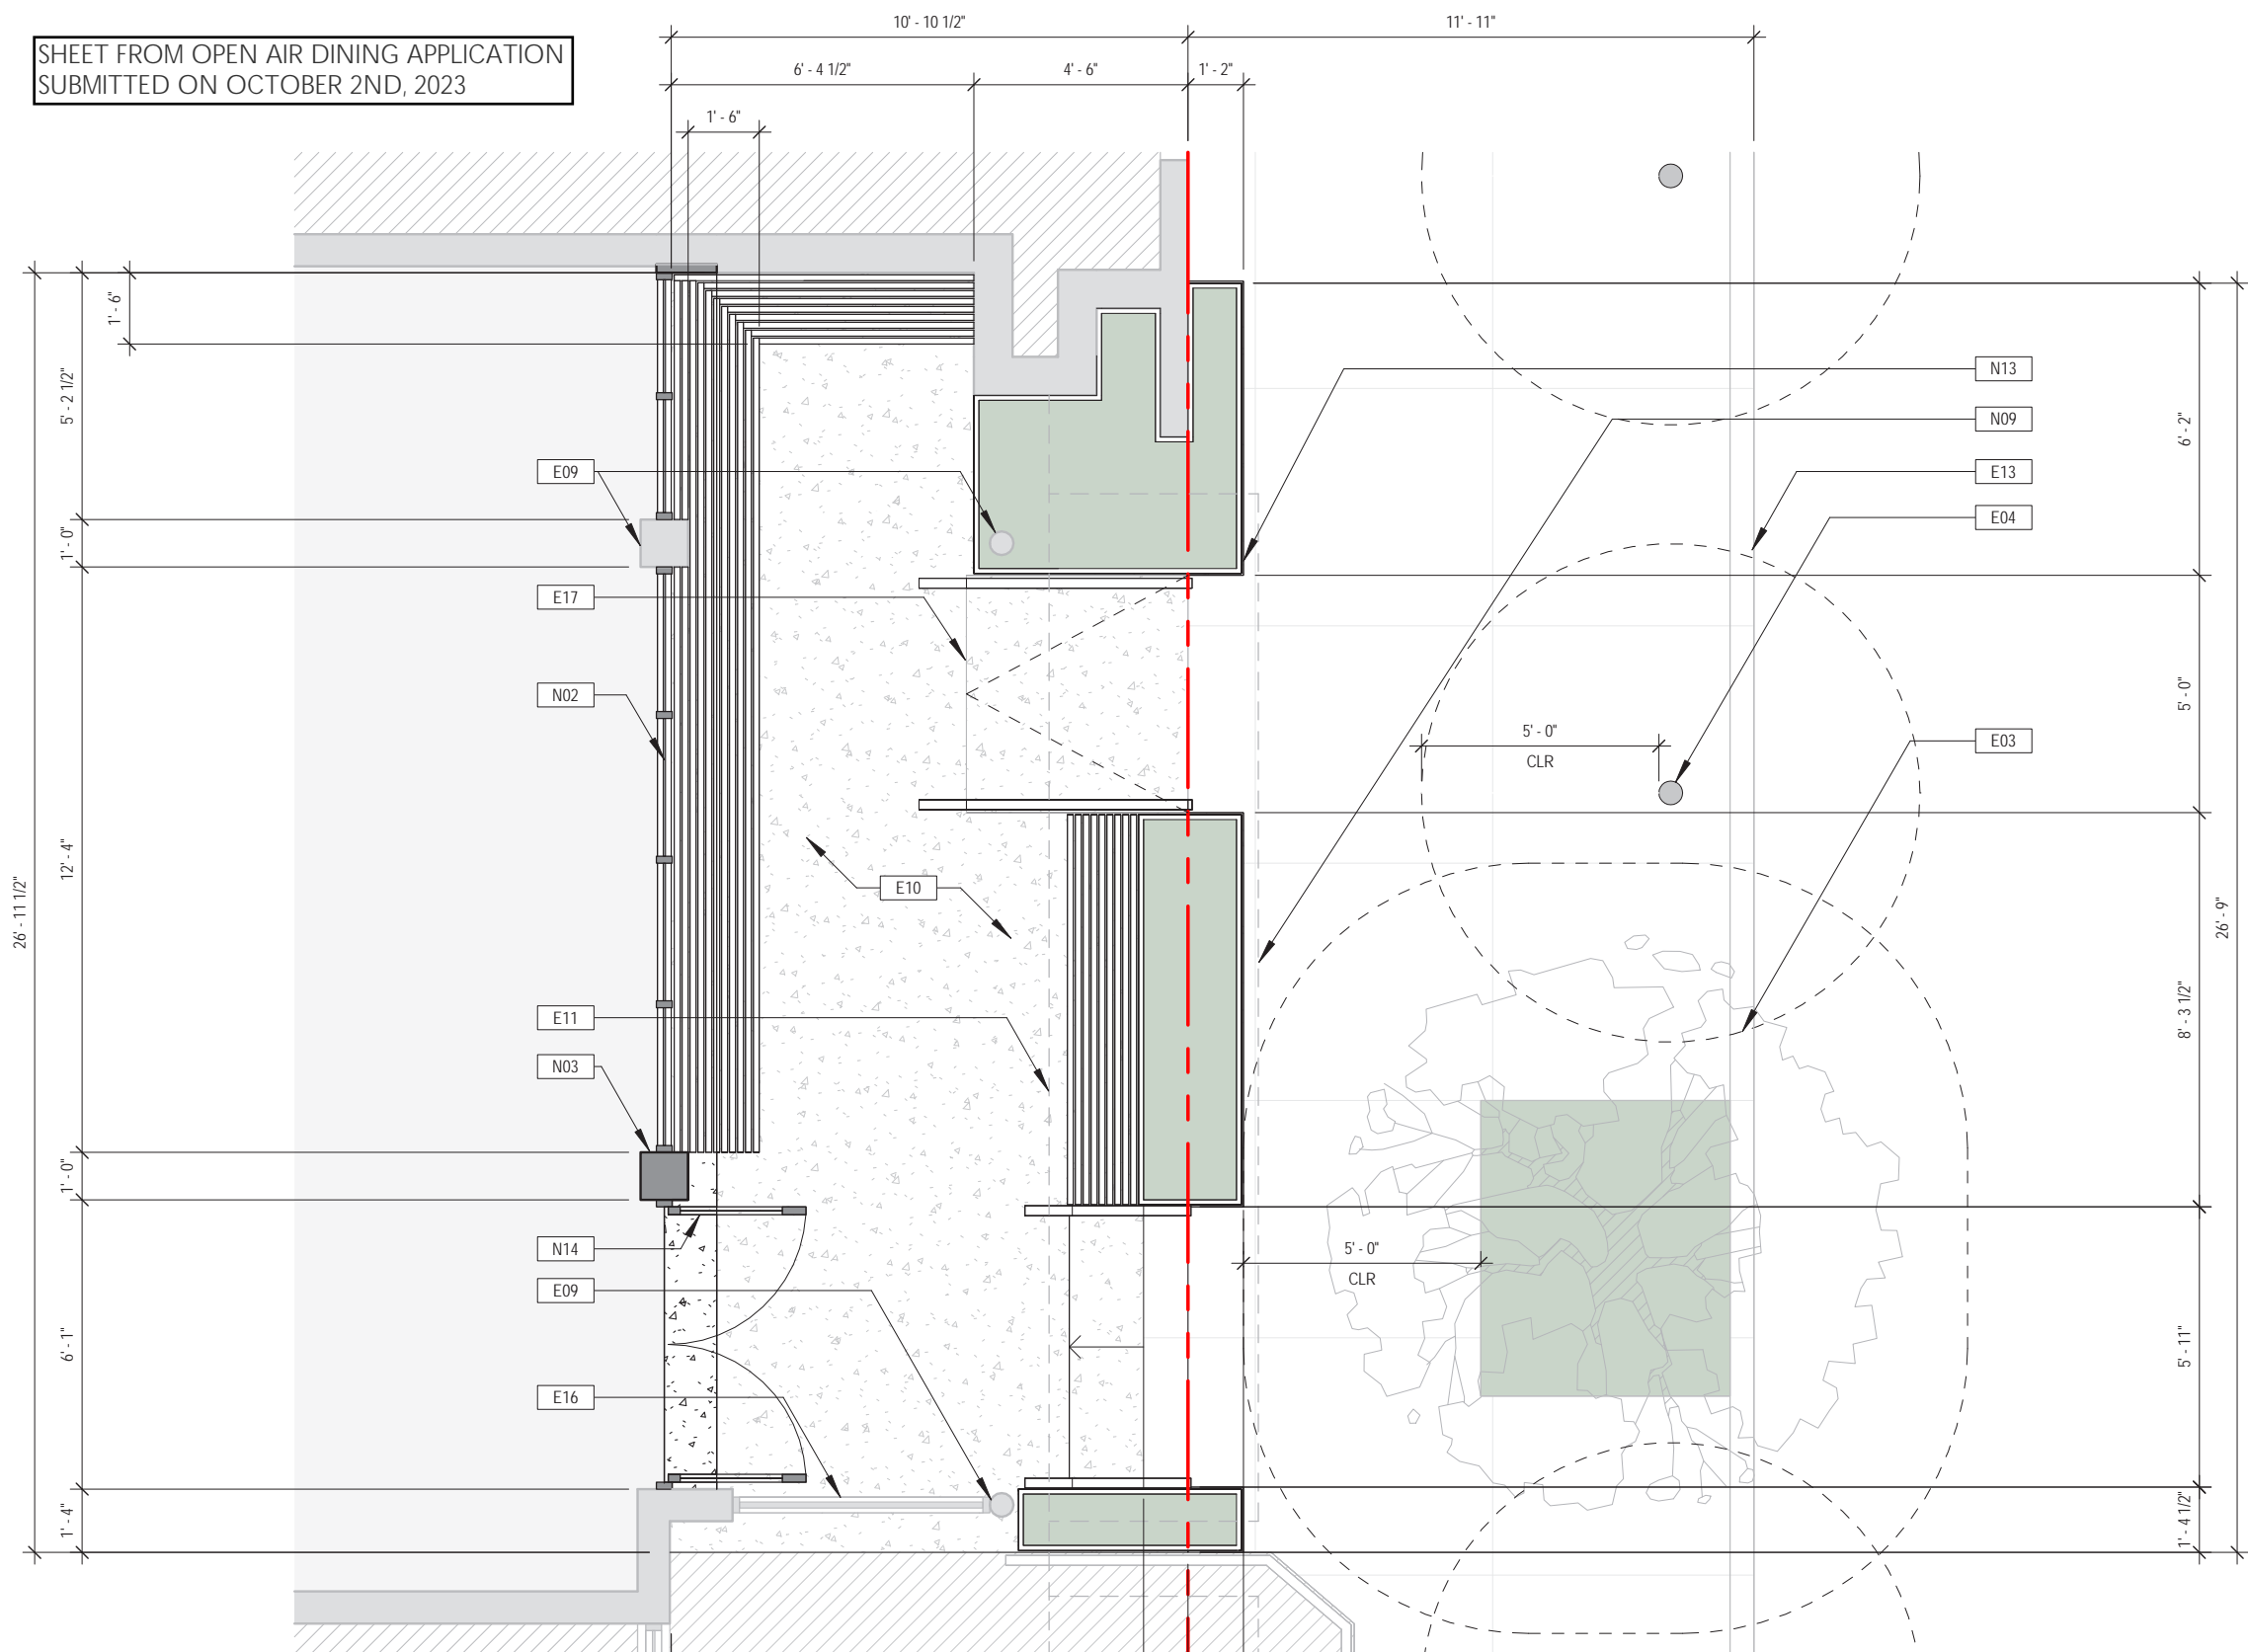 SHEET FROM OPEN AIR DINING APPLICATION
SUBMITTED ON OCTOBER 2ND, 2023
10' - 10 1/2"
11' - 11"
6' - 4 1/2"
4' - 6"
1' - 2"
1' - 6"
1' - 6"
5' - 2 1/2"
1' - 0"
12' - 4"
26' - 11 1/2"
1' - 0"
6' - 1"
1' - 4"
E09
E17
N02
E10
E11
N03
N14
E09
E16
N13
N09
E13
E04
E03
5' - 0"
CLR
5' - 0"
CLR
6' - 2"
5' - 0"
8' - 3 1/2"
26' - 9"
5' - 11"
1' - 4 1/2"